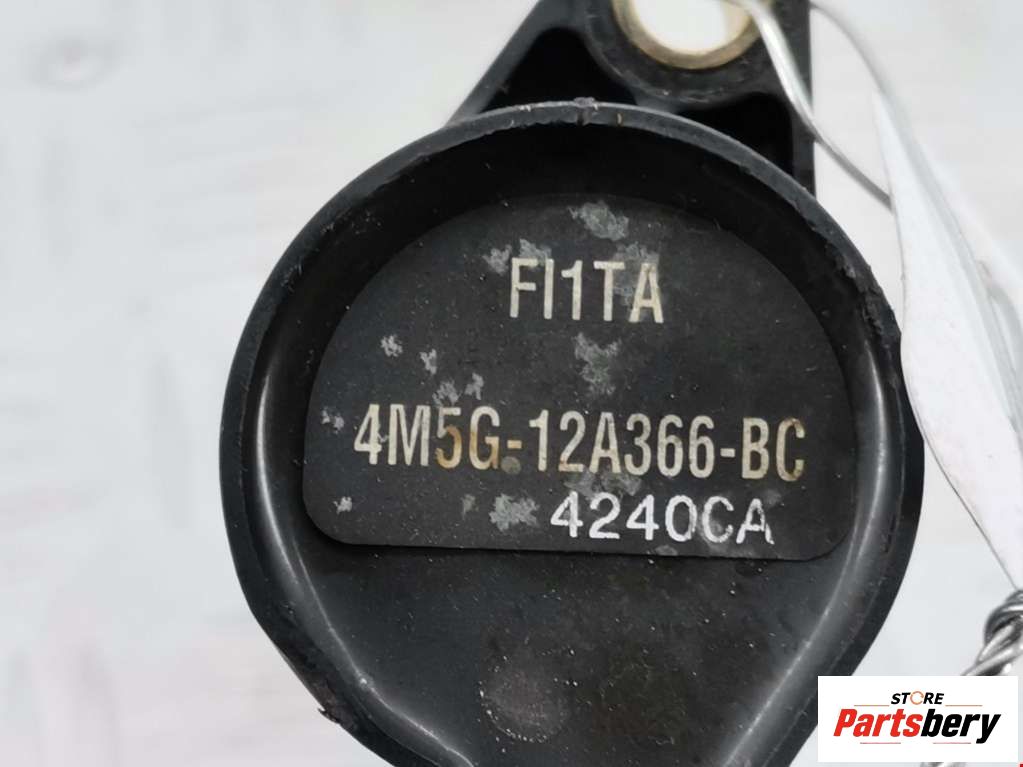 FI1TA
4M5G-12A366-BC
4240CA
STORE
Partsbery